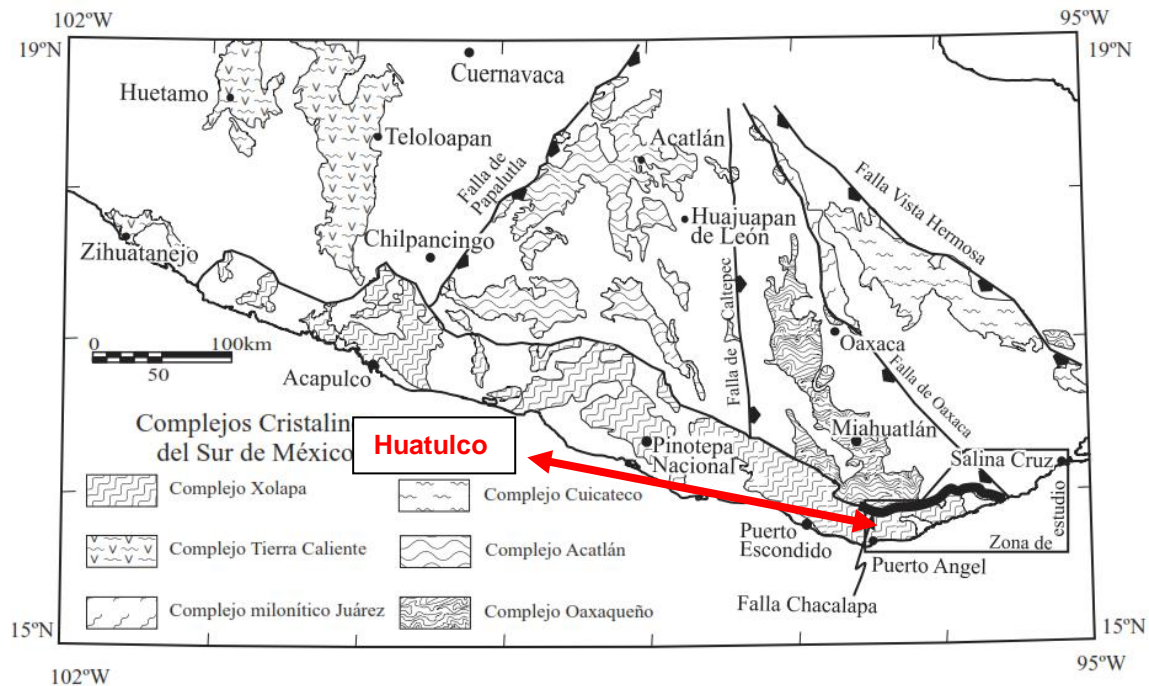 102ºW
95ºW
19ºN
19ºN
Cuernavaca
Huetamo
Teloloapan
Acatlán
Falla de
Papalutla
Falla Vista Hermosa
Huajuapan
de León
Chilpancingo
Zihuatanejo
Falla de Caltepec
Oaxaca
0
100km
50
Acapulco
Falla de Oaxaca
Complejos Cristalin
del Sur de México
Huatulco
Miahuatlán
Pinotepa
Nacional
Salina Cruz
Complejo Xolapa
Complejo Cuicateco
Puerto
Escondido
Zona de
estudio
Complejo Tierra Caliente
Complejo Acatlán
Puerto Angel
Falla Chacalapa
Complejo milonítico Juárez
Complejo Oaxaqueño
15ºN
15ºN
102ºW
95ºW